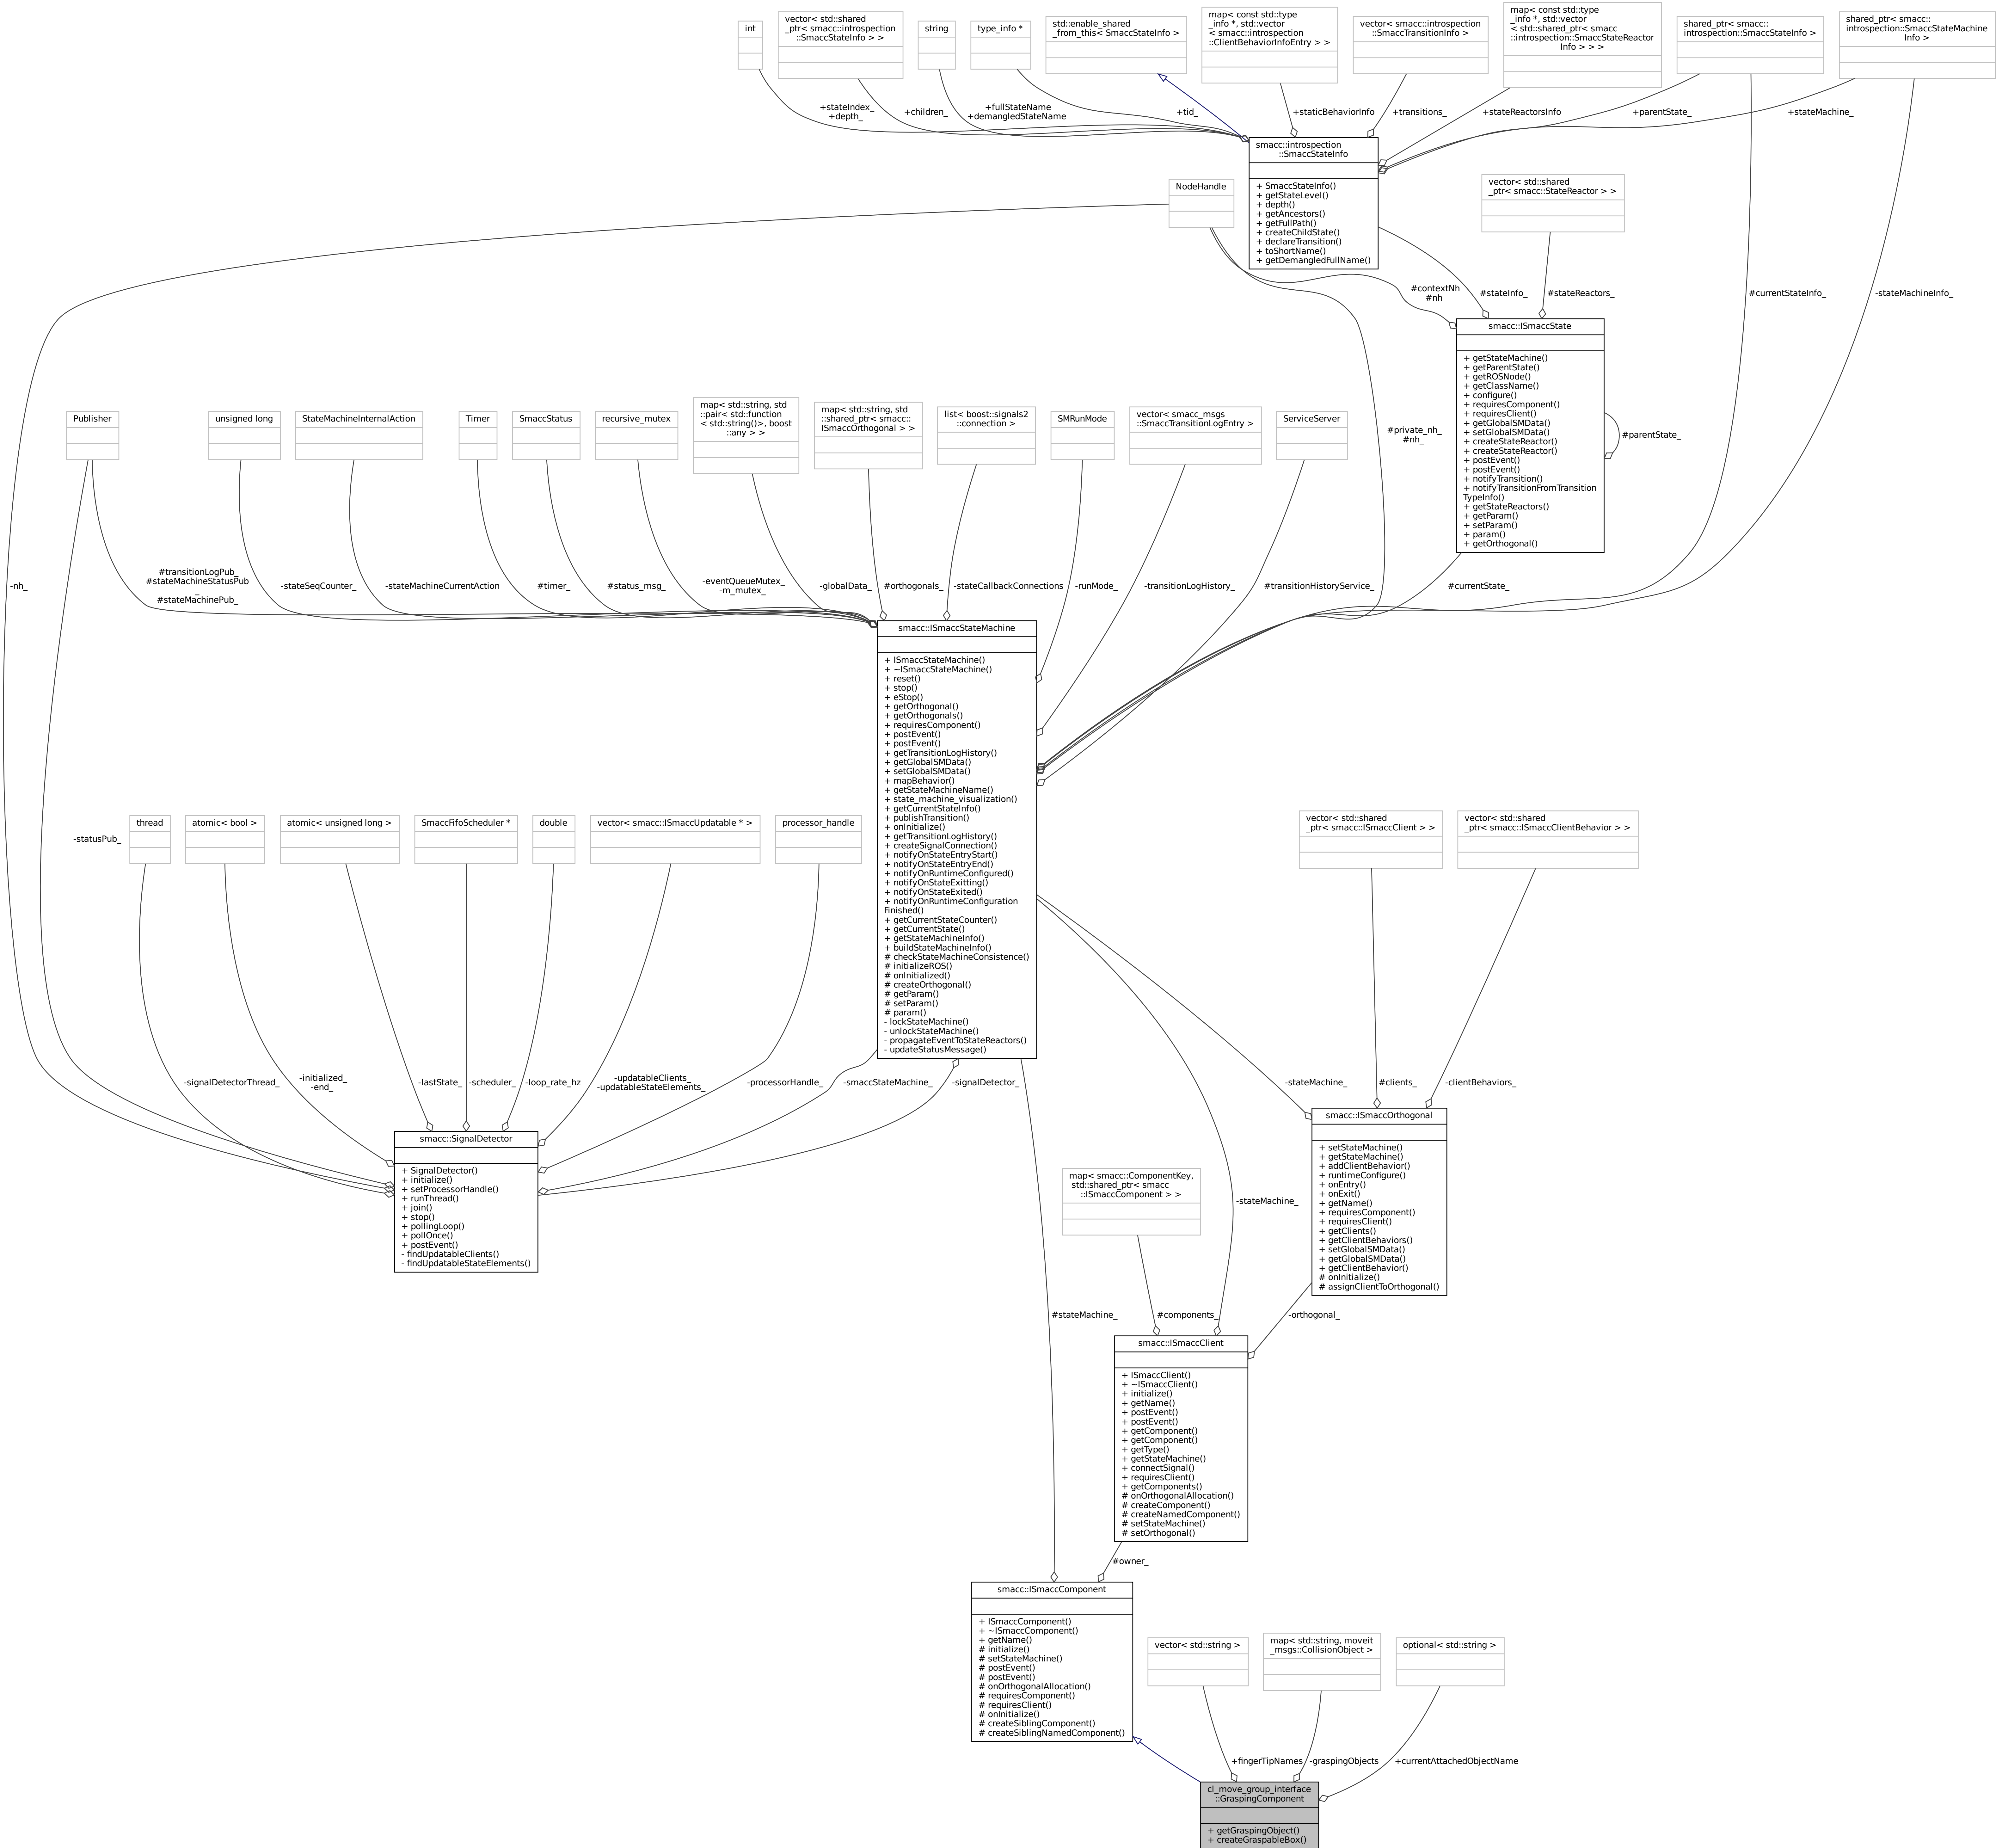 int
vector< std::shared
_ptr< smacc::introspection
::SmaccStateInfo > >
string
type_info *
std::enable_shared
_from_this< SmaccStateInfo >
map< const std::type
_info *, std::vector
< smacc::introspection
::ClientBehaviorInfoEntry > >
vector< smacc::introspection
::SmaccTransitionInfo >
map< const std::type
_info *, std::vector
< std::shared_ptr< smacc
::introspection::SmaccStateReactor
Info > > >
shared_ptr< smacc::
introspection::SmaccStateInfo >
shared_ptr< smacc::
introspection::SmaccStateMachine
Info >
+stateIndex_
+depth_
+children_
+fullStateName
+demangledStateName
+tid_
+staticBehaviorInfo
+transitions_
+stateReactorsInfo
+parentState_
+stateMachine_
smacc::introspection
::SmaccStateInfo
+ SmaccStateInfo()
+ getStateLevel()
+ depth()
+ getAncestors()
+ getFullPath()
+ createChildState()
+ declareTransition()
+ toShortName()
+ getDemangledFullName()
NodeHandle
vector< std::shared
_ptr< smacc::StateReactor > >
#contextNh
#nh
#stateInfo_
#stateReactors_
#currentStateInfo_
-stateMachineInfo_
smacc::ISmaccState
+ getStateMachine()
+ getParentState()
+ getROSNode()
+ getClassName()
+ configure()
+ requiresComponent()
+ requiresClient()
+ getGlobalSMData()
+ setGlobalSMData()
+ createStateReactor()
+ createStateReactor()
+ postEvent()
+ postEvent()
+ notifyTransition()
+ notifyTransitionFromTransition
TypeInfo()
+ getStateReactors()
+ getParam()
+ setParam()
+ param()
+ getOrthogonal()
#parentState_
Publisher
unsigned long
StateMachineInternalAction
Timer
SmaccStatus
recursive_mutex
map< std::string, std
::pair< std::function
< std::string()>, boost
::any > >
map< std::string, std
::shared_ptr< smacc::
ISmaccOrthogonal > >
list< boost::signals2
::connection >
SMRunMode
vector< smacc_msgs
::SmaccTransitionLogEntry >
ServiceServer
#private_nh_
#nh_
-nh_
#transitionLogPub_
#stateMachineStatusPub
_
#stateMachinePub_
-stateSeqCounter_
-stateMachineCurrentAction
#timer_
#status_msg_
-eventQueueMutex_
-m_mutex_
-globalData_
#orthogonals_
-stateCallbackConnections
-runMode_
-transitionLogHistory_
#transitionHistoryService_
#currentState_
smacc::ISmaccStateMachine
+ ISmaccStateMachine()
+ ~ISmaccStateMachine()
+ reset()
+ stop()
+ eStop()
+ getOrthogonal()
+ getOrthogonals()
+ requiresComponent()
+ postEvent()
+ postEvent()
+ getTransitionLogHistory()
+ getGlobalSMData()
+ setGlobalSMData()
+ mapBehavior()
+ getStateMachineName()
+ state_machine_visualization()
+ getCurrentStateInfo()
+ publishTransition()
+ onInitialize()
+ getTransitionLogHistory()
+ createSignalConnection()
+ notifyOnStateEntryStart()
+ notifyOnStateEntryEnd()
+ notifyOnRuntimeConfigured()
+ notifyOnStateExitting()
+ notifyOnStateExited()
+ notifyOnRuntimeConfiguration
Finished()
+ getCurrentStateCounter()
+ getCurrentState()
+ getStateMachineInfo()
+ buildStateMachineInfo()
# checkStateMachineConsistence()
# initializeROS()
# onInitialized()
# createOrthogonal()
# getParam()
# setParam()
# param()
- lockStateMachine()
- unlockStateMachine()
- propagateEventToStateReactors()
- updateStatusMessage()
-statusPub_
thread
atomic< bool >
atomic< unsigned long >
SmaccFifoScheduler *
double
vector< smacc::ISmaccUpdatable * >
processor_handle
vector< std::shared
_ptr< smacc::ISmaccClient > >
vector< std::shared
_ptr< smacc::ISmaccClientBehavior > >
-signalDetectorThread_
-initialized_
-end_
-lastState_
-scheduler_
-loop_rate_hz
-updatableClients_
-updatableStateElements_
-processorHandle_
-smaccStateMachine_
-signalDetector_
-stateMachine_
#clients_
-clientBehaviors_
smacc::SignalDetector
+ SignalDetector()
+ initialize()
+ setProcessorHandle()
+ runThread()
+ join()
+ stop()
+ pollingLoop()
+ pollOnce()
+ postEvent()
- findUpdatableClients()
- findUpdatableStateElements()
smacc::ISmaccOrthogonal
+ setStateMachine()
+ getStateMachine()
+ addClientBehavior()
+ runtimeConfigure()
+ onEntry()
+ onExit()
+ getName()
+ requiresComponent()
+ requiresClient()
+ getClients()
+ getClientBehaviors()
+ setGlobalSMData()
+ getGlobalSMData()
+ getClientBehavior()
# onInitialize()
# assignClientToOrthogonal()
map< smacc::ComponentKey,
std::shared_ptr< smacc
::ISmaccComponent > >
-stateMachine_
#stateMachine_
#components_
-orthogonal_
smacc::ISmaccClient
+ ISmaccClient()
+ ~ISmaccClient()
+ initialize()
+ getName()
+ postEvent()
+ postEvent()
+ getComponent()
+ getComponent()
+ getType()
+ getStateMachine()
+ connectSignal()
+ requiresClient()
+ getComponents()
# onOrthogonalAllocation()
# createComponent()
# createNamedComponent()
# setStateMachine()
# setOrthogonal()
#owner_
smacc::ISmaccComponent
+ ISmaccComponent()
+ ~ISmaccComponent()
+ getName()
# initialize()
# setStateMachine()
# postEvent()
# postEvent()
# onOrthogonalAllocation()
# requiresComponent()
# requiresClient()
# onInitialize()
# createSiblingComponent()
# createSiblingNamedComponent()
vector< std::string >
map< std::string, moveit
_msgs::CollisionObject >
optional< std::string >
+fingerTipNames
-graspingObjects
+currentAttachedObjectName
cl_move_group_interface
::GraspingComponent
+ getGraspingObject()
+ createGraspableBox()